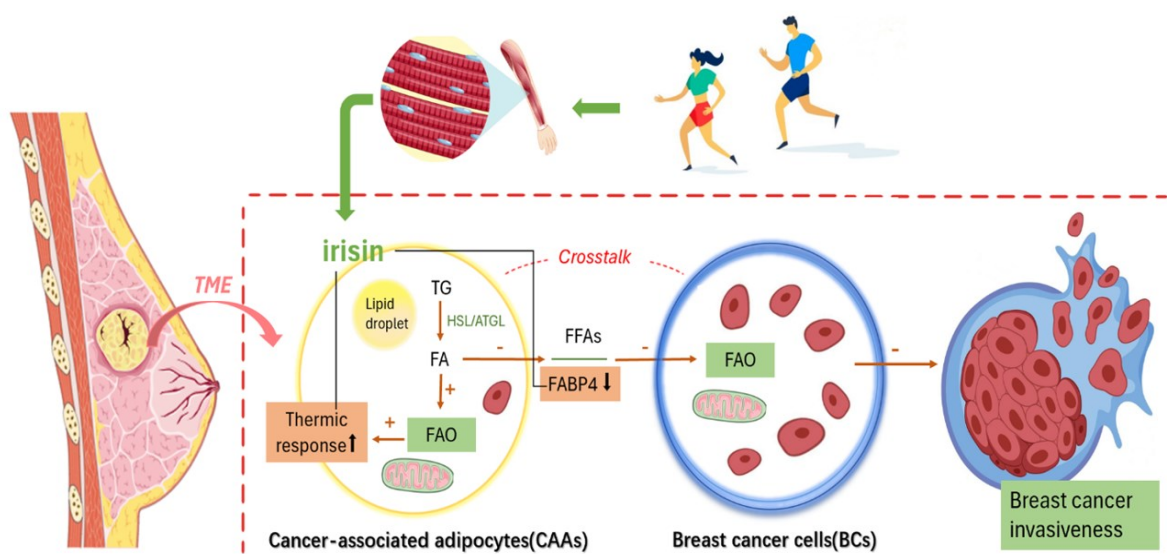 TME
irisin
Crosstalk
Lipid
droplet
TG
HSL/ATGL
FA
-
FFAs
FABP4⬇
-
FAO
-
+
Thermic
response⬆
+
FAO
Cancer-associated adipocytes(CAAs)
Breast cancer cells(BCs)
Breast cancer
invasiveness